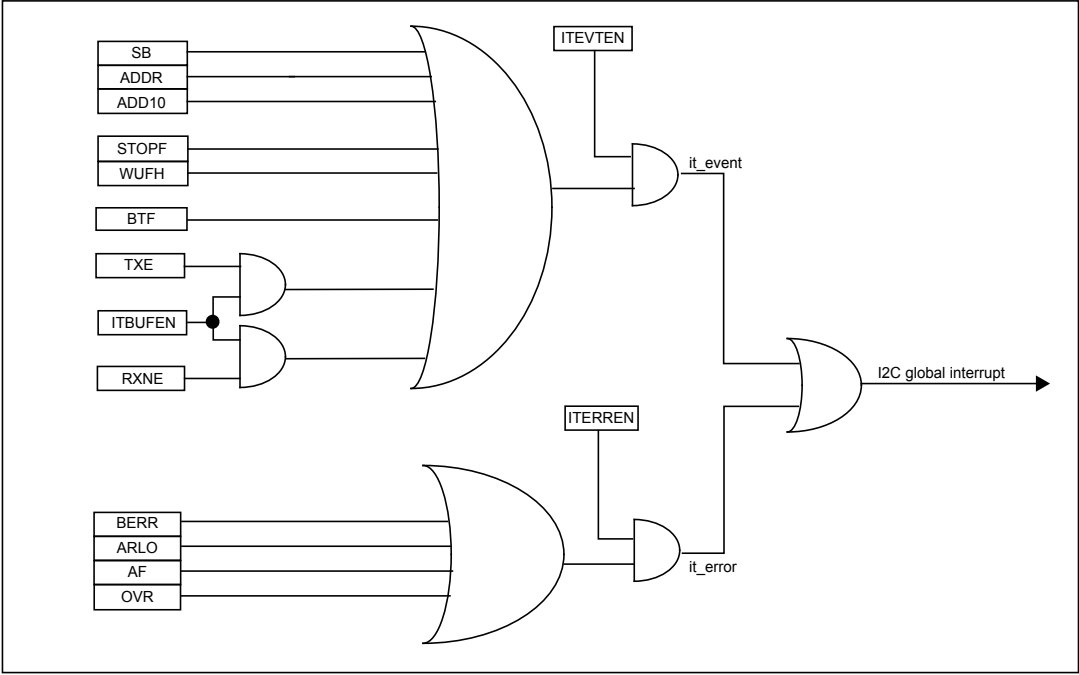 ITEVTEN
SB
ADDR
ADD10
STOPF
WUFH
it_event
BTF
TXE
ITBUFEN
RXNE
I2C global interrupt
ITERREN
BERR
ARLO
AF
OVR
it_error